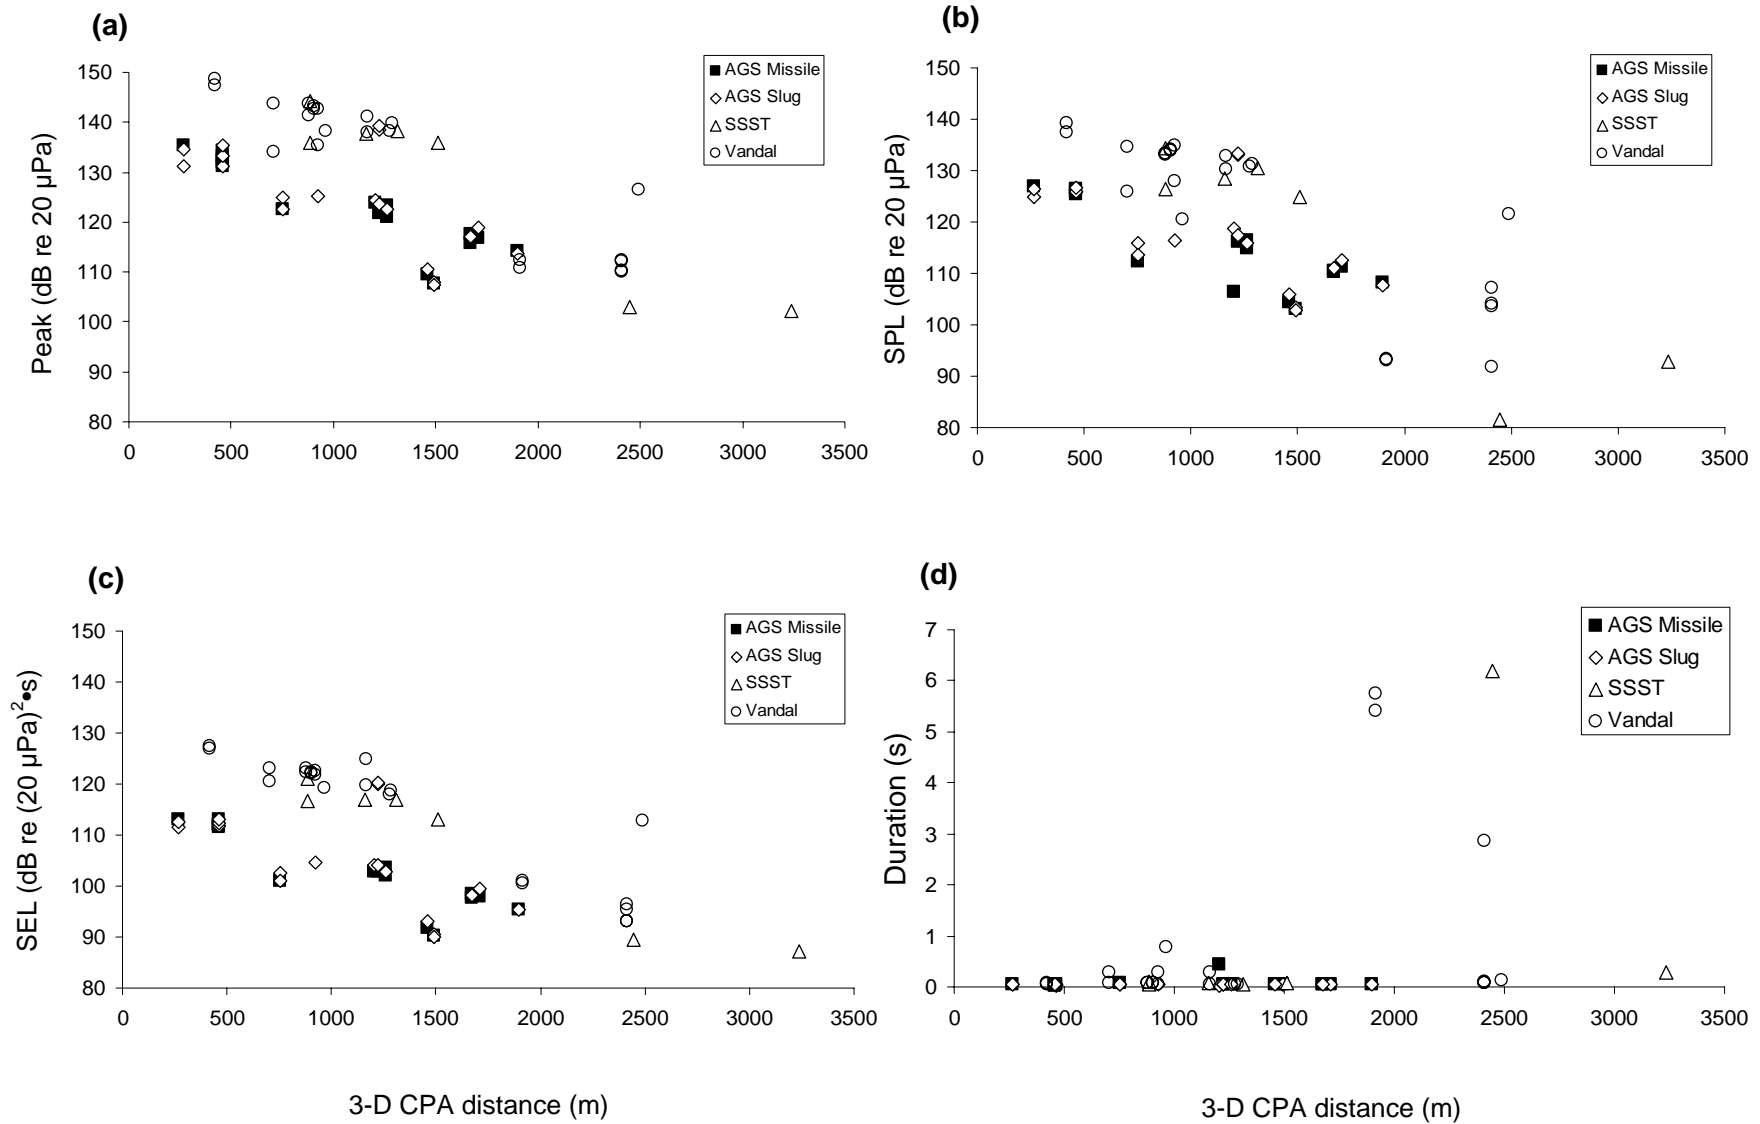 (a)
Peak (dB re 20 µPa)
150
140
130
120
110
100
90
80
0 500 1000 1500 2000 2500 3000 3500
AGS Missile
AGS Slug
SSST
Vandal
(b)
SPL (dB re 20 µPa)
150
140
130
120
110
100
90
80
0 500 1000 1500 2000 2500 3000 3500
AGS Missile
AGS Slug
SSST
Vandal
(c)
SEL (dB re (20 µPa)²•s)
150
140
130
120
110
100
90
80
0 500 1000 1500 2000 2500 3000 3500
AGS Missile
AGS Slug
SSST
Vandal
3-D CPA distance (m)
(d)
Duration (s)
7
6
5
4
3
2
1
0
0 500 1000 1500 2000 2500 3000 3500
AGS Missile
AGS Slug
SSST
Vandal
3-D CPA distance (m)